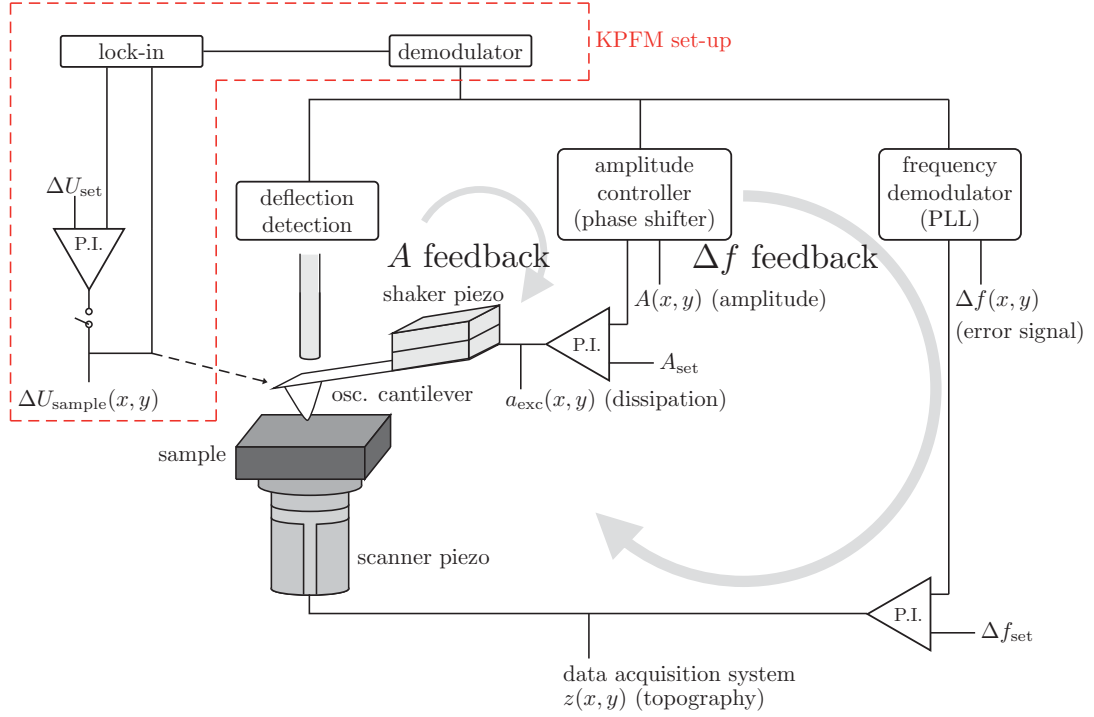 KPFM set-up
lock-in
demodulator
ΔU_set
P.I.
ΔU_sample(x, y)
deflection
detection
amplitude
controller
(phase shifter)
frequency
demodulator
(PLL)
A feedback
Δf feedback
shaker piezo
A(x, y) (amplitude)
Δf(x, y)
(error signal)
P.I.
A_set
osc. cantilever
a_exc(x, y) (dissipation)
sample
scanner piezo
P.I.
Δf_set
data acquisition system
z(x, y) (topography)